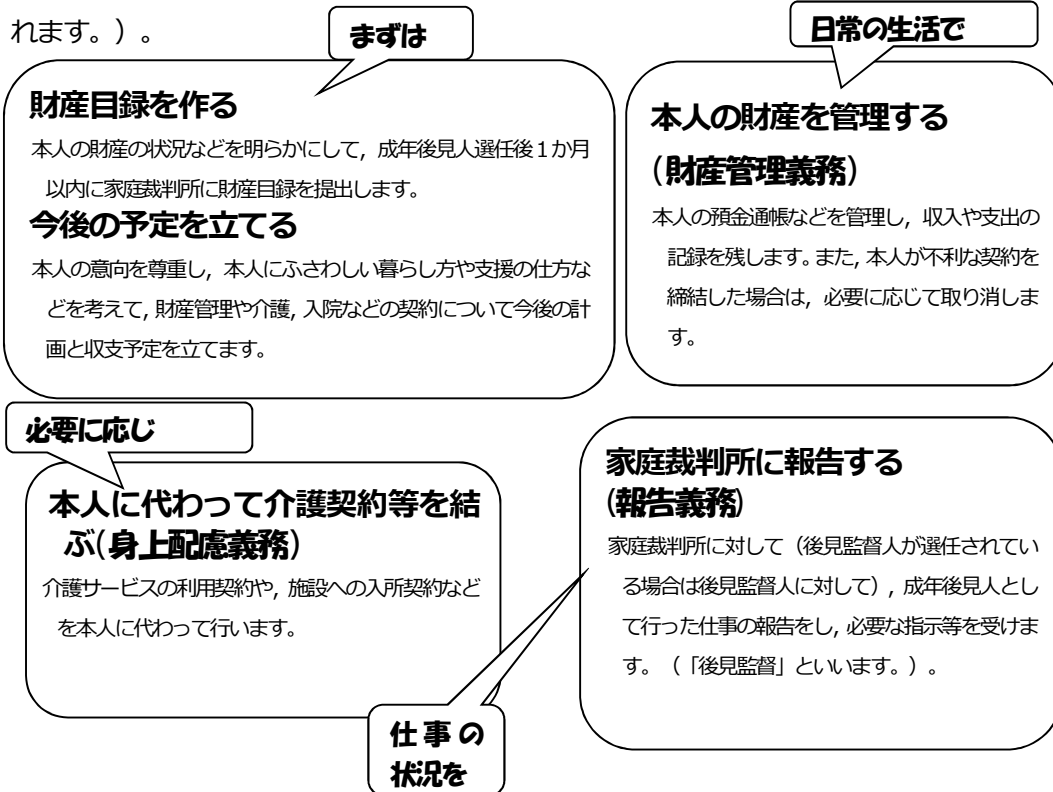 れます。）。
まずは
財産目録を作る
本人の財産の状況などを明らかにして，成年後見人選任後１か月
以内に家庭裁判所に財産目録を提出します。
今後の予定を立てる
本人の意向を尊重し，本人にふさわしい暮らし方や支援の仕方な
どを考えて，財産管理や介護，入院などの契約について今後の計
画と収支予定を立てます。
日常の生活で
本人の財産を管理する
(財産管理義務)
本人の預金通帳などを管理し，収入や支出の
記録を残します。また，本人が不利な契約を
締結した場合は，必要に応じて取り消しま
す。
必要に応じ
本人に代わって介護契約等を結
ぶ(身上配慮義務)
介護サービスの利用契約や，施設への入所契約など
を本人に代わって行います。
仕事の
状況を
家庭裁判所に報告する
(報告義務)
家庭裁判所に対して（後見監督人が選任されてい
る場合は後見監督人に対して），成年後見人とし
て行った仕事の報告をし，必要な指示等を受けま
す。（「後見監督」といいます。）。